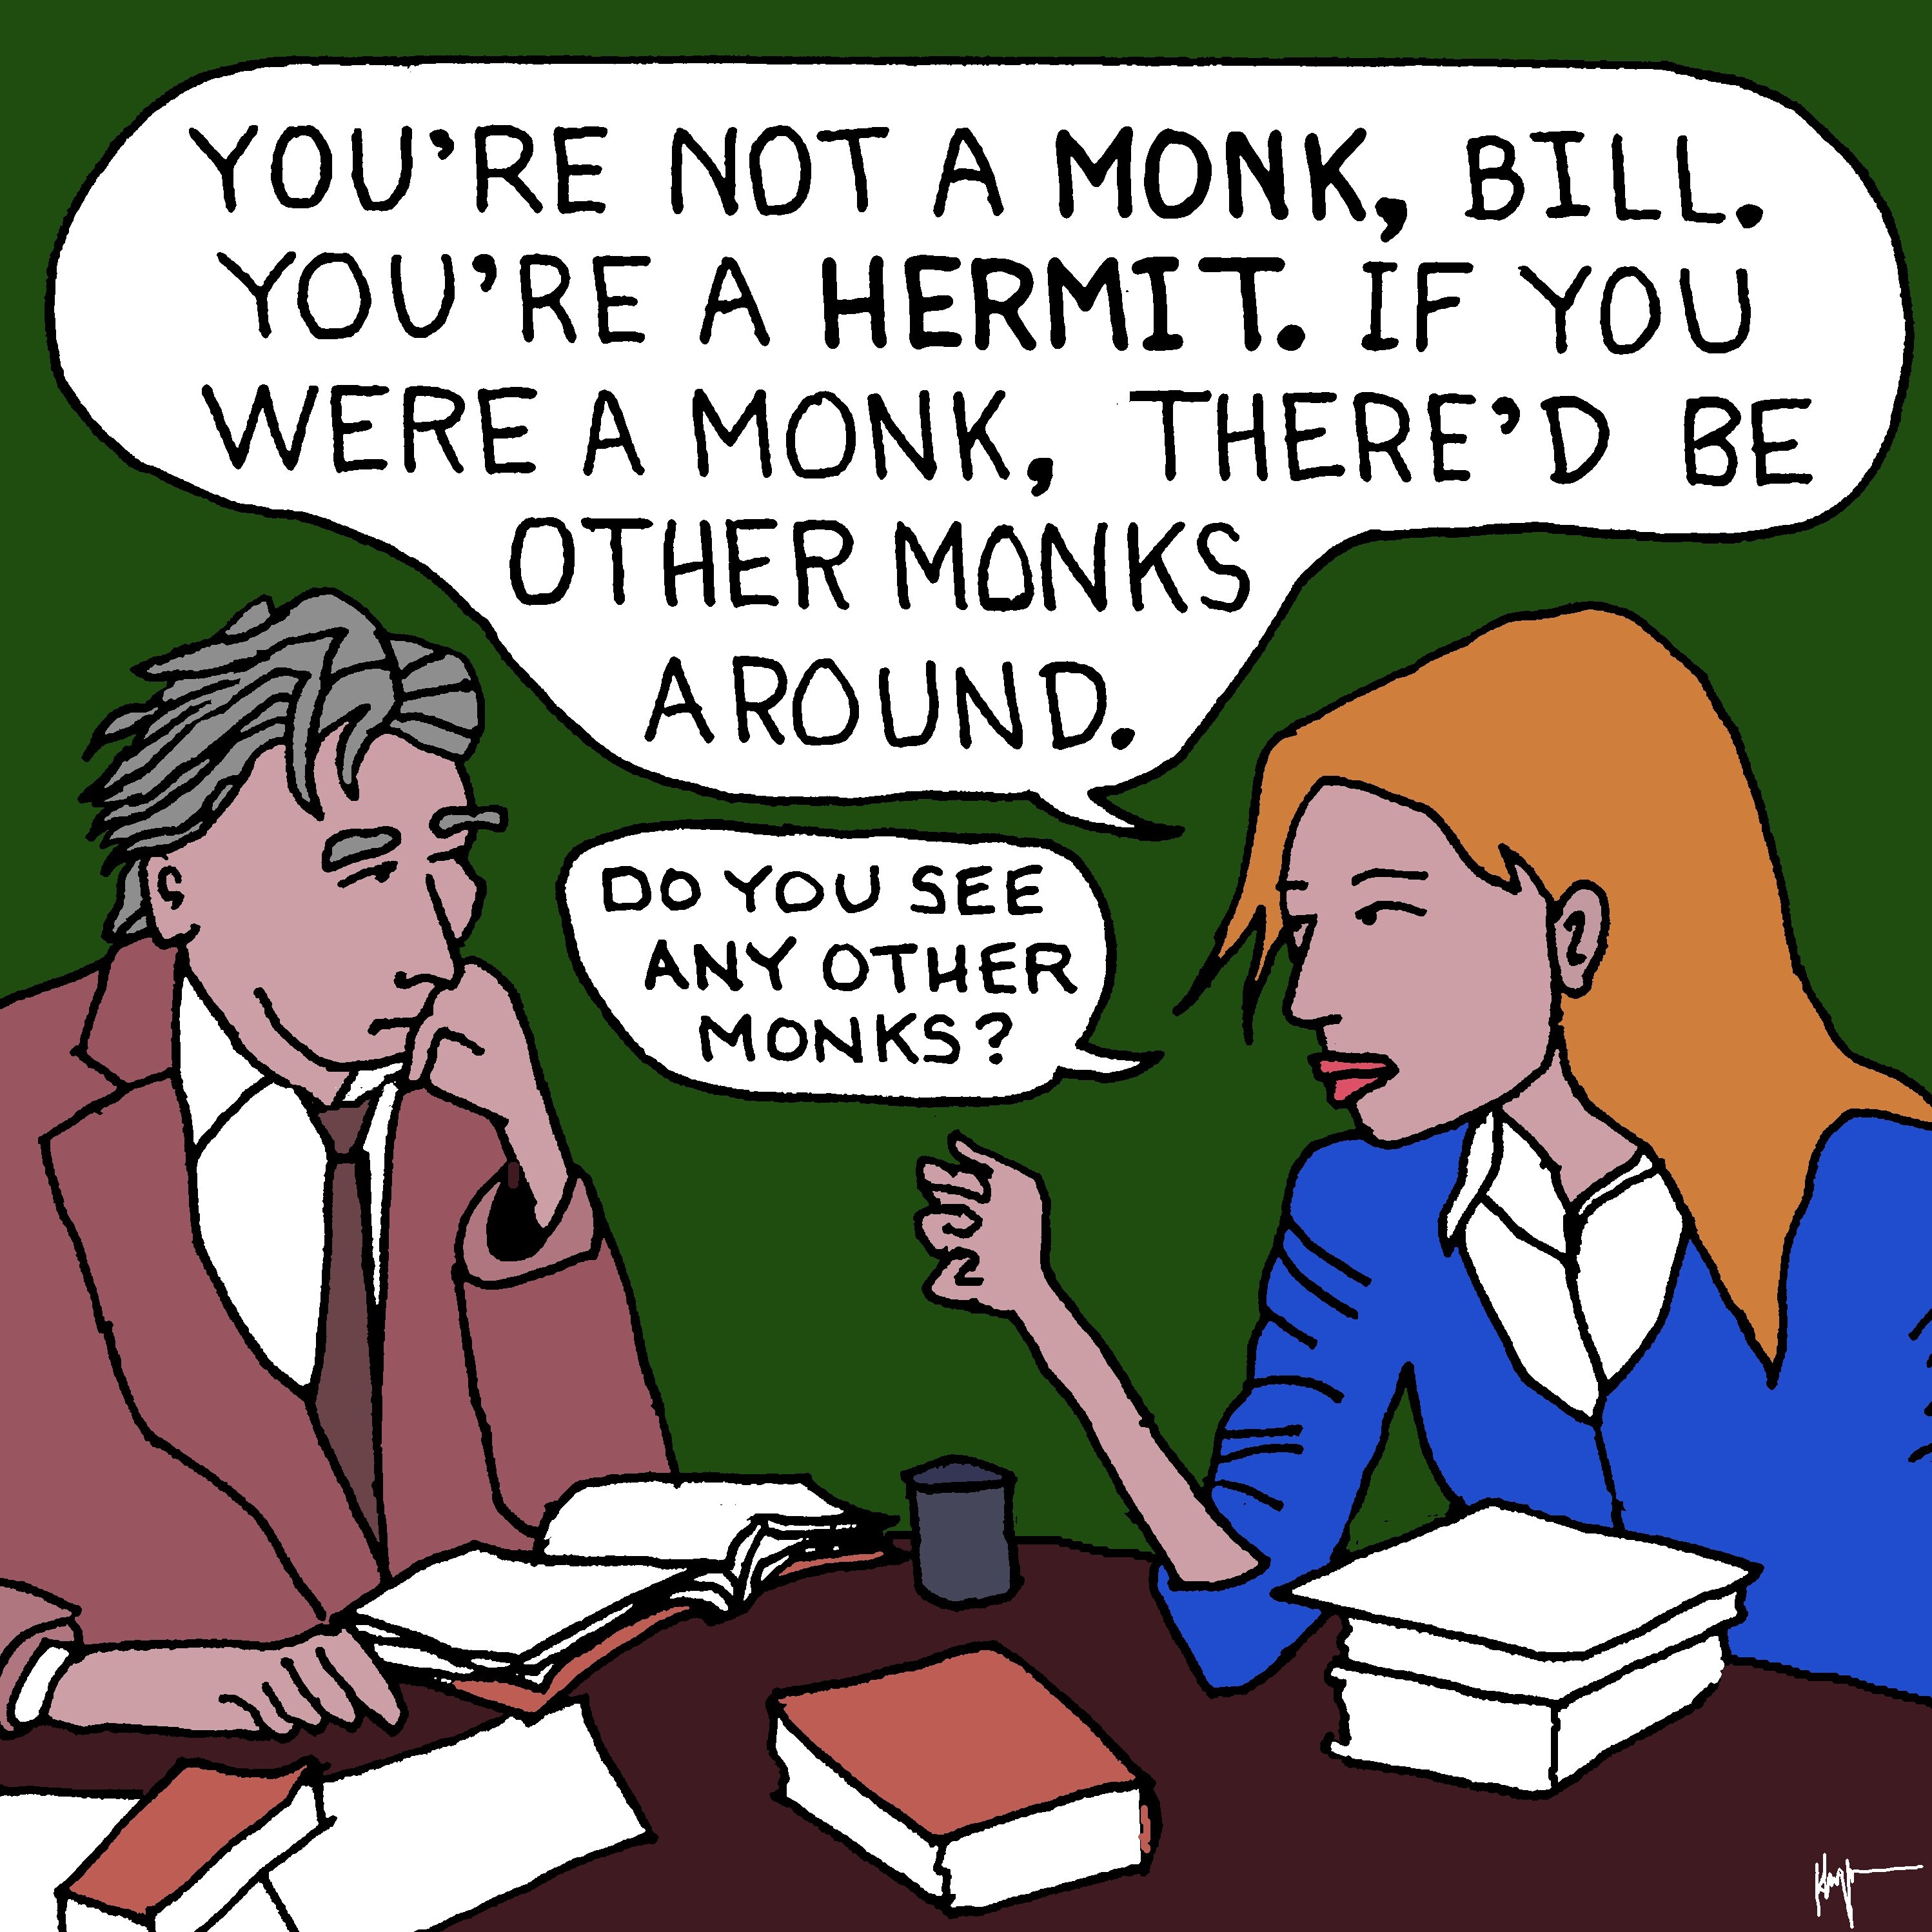 YOU'RE NOT A MONK, BILL.
YOU'RE A HERMIT. IF YOU
WERE A MONK, THERE'D BE
OTHER MONKS
AROUND.
DO YOU SEE
ANY OTHER
MONKS?